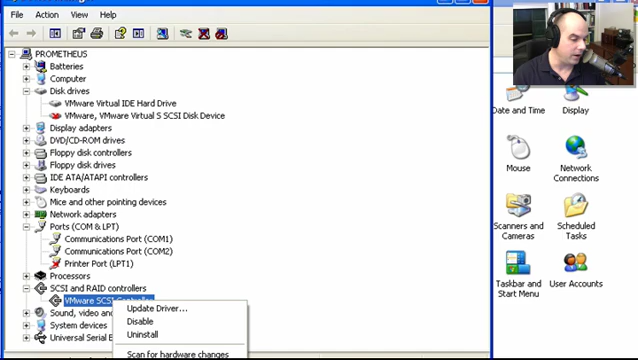 File Action View Help
PROMETHEUS
Batteries
Computer
Disk drives
VMware Virtual IDE Hard Drive
VMware, VMware Virtual S SCSI Disk Device
Display adapters
DVD/CD-ROM drives
Floppy disk controllers
Floppy disk drives
IDE ATA/ATAPI controllers
Keyboards
Mice and other pointing devices
Network adapters
Ports (COM & LPT)
Communications Port (COM1)
Communications Port (COM2)
Printer Port (LPT1)
Processors
SCSI and RAID controllers
VMware SCSI Controller
Sound, video and
System devices
Universal Serial
Update Driver...
Disable
Uninstall
Scan for hardware changes
Date and Time Display
Mouse Network Connections
Scanners and Cameras Scheduled Tasks
Taskbar and Start Menu User Accounts